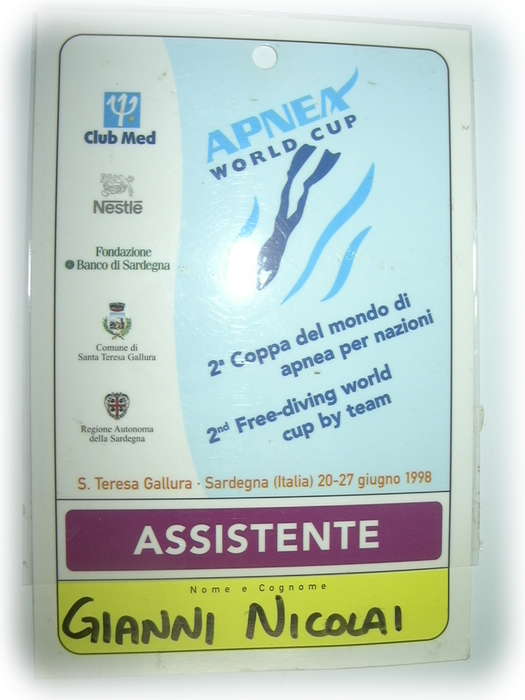 Club Med
Nestlē
Fondazione
Banco di Sardegna
Comune di
Santa Teresa Gallura
Regione Autonoma
della Sardegna
APNEA
WORLD CUP
2ª Coppa del mondo di
apnea per nazioni
2nd Free-diving world
cup by team
S. Teresa Gallura · Sardegna (Italia) 20-27 giugno 1998
ASSISTENTE
Nome e Cognome
GIANNI NICOLAI